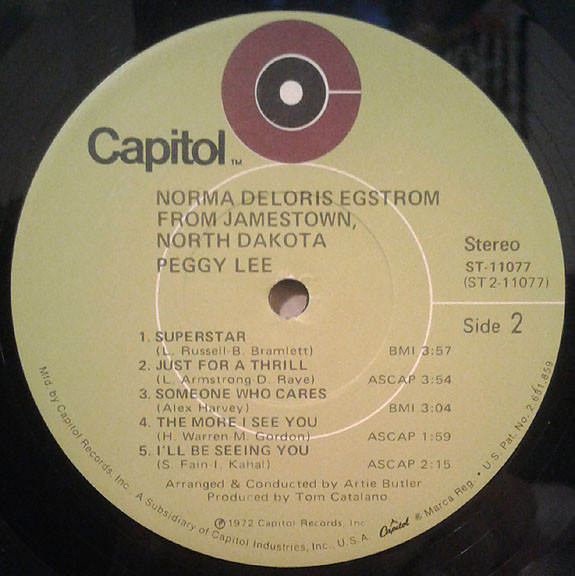 Capitol™
NORMA DELORIS EGSTROM
FROM JAMESTOWN,
NORTH DAKOTA
PEGGY LEE
Stereo
ST-11077
(ST 2-11077)
Side 2
1. SUPERSTAR
(L. Russell-B. Bramlett) BMI 3:57
2. JUST FOR A THRILL
(L. Armstrong-D. Raye) ASCAP 3:54
3. SOMEONE WHO CARES
(Alex Harvey) BMI 3:04
4. THE MORE I SEE YOU
(H. Warren-M. Gordon) ASCAP 1:59
5. I'LL BE SEEING YOU
(S. Fain-I. Kahal) ASCAP 2:15
Arranged & Conducted by Artie Butler
Produced by Tom Catalano
℗1972 Capitol Records, Inc.
Mfd. by Capitol Records, Inc. A Subsidiary of Capitol Industries, Inc., U.S.A. Capitol ® Marca Reg. • U.S. Pat. No. 2,631,859